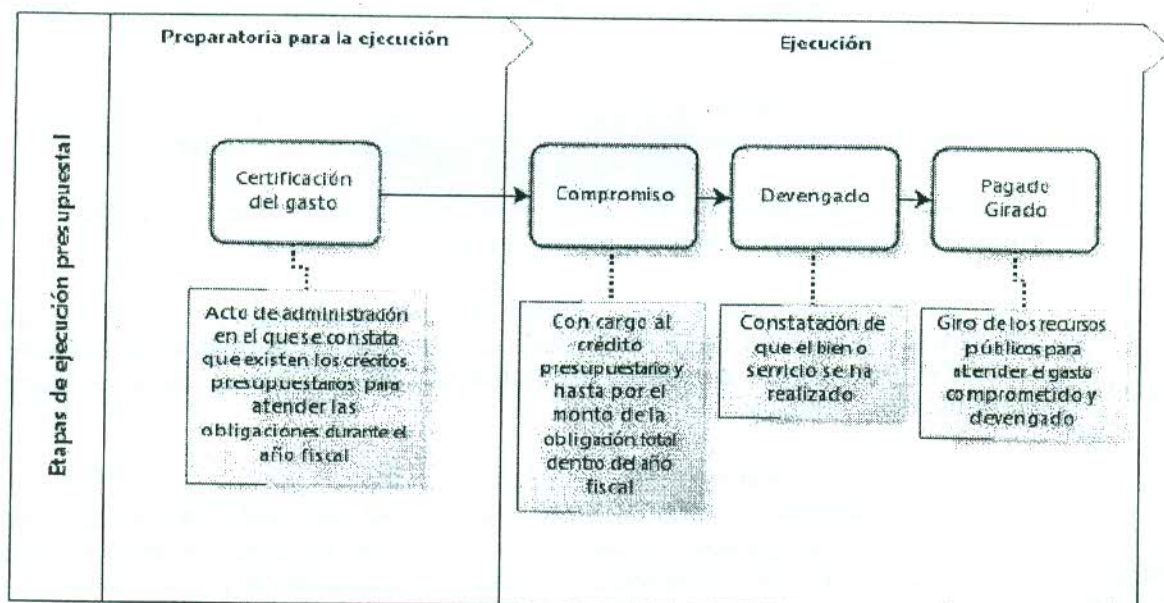 Preparatoria para la ejecución
Ejecución
Etapas de ejecución presupuestal
Certificación
del gasto
Compromiso
Devengado
Pagado
Girado
Acto de administración
en el que se constata
que existen los créditos
presupuestarios para
atender las
obligaciones durante el
año fiscal
Con cargo al
crédito
presupuestario y
hasta por el
monto de la
obligación total
dentro del año
fiscal
Constatación de
que el bien o
serricio se ha
realizado
Giro de los recursos
públicos para
atender el gasto
comprometido y
devengado